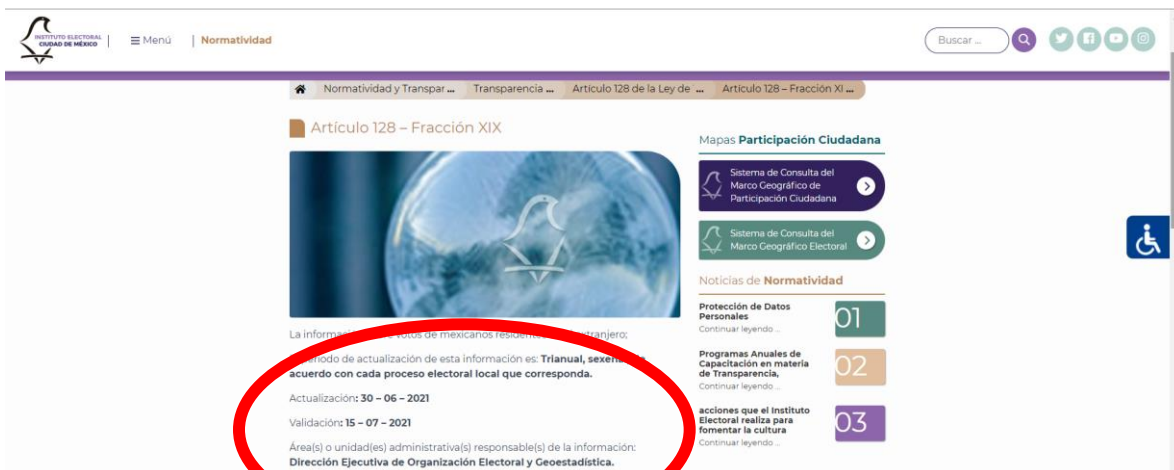 INSTITUTO ELECTORAL
CIUDAD DE MÉXICO
Menú
Normatividad
Buscar ...
Normatividad y Transpar ...
Transparencia ...
Artículo 128 de la Ley de ...
Artículo 128 – Fracción XI ...
Artículo 128 – Fracción XIX
La
votos de mexicanos
de actualización de esta información es: Trianual,
acuerdo con cada proceso electoral local que corresponda.
Actualización: 30 – 06 – 2021
Validación: 15 – 07 – 2021
Área(s) o unidad(es) administrativa(s) responsable(s) de la información:
Dirección Ejecutiva de Organización Electoral y Geoestadística.
Mapas Participación Ciudadana
Sistema de Consulta del
Marco Geográfico de
Participación Ciudadana
Sistema de Consulta del
Marco Geográfico Electoral
Noticias de Normatividad
Protección de Datos
Personales
Continuar leyendo ...
01
Programas Anuales de
Capacitación en materia
de Transparencia,
Continuar leyendo ...
02
acciones que el Instituto
Electoral realiza para
fomentar la cultura
Continuar leyendo ...
03